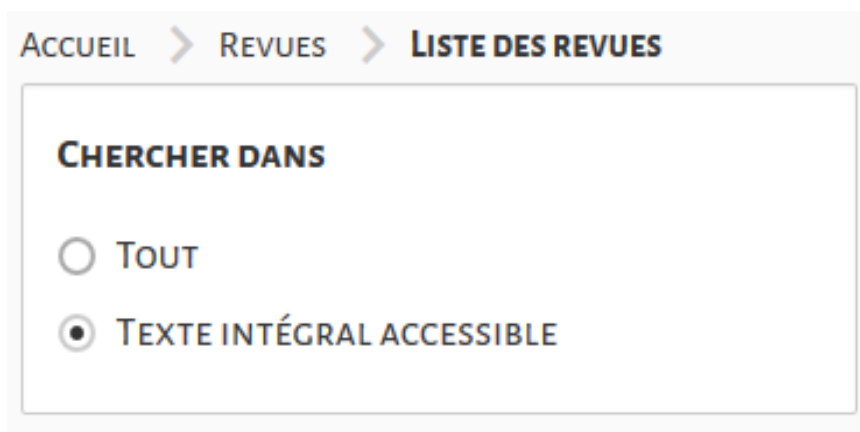 Accueil > Revues > Liste des revues
Chercher dans
Tout
Texte intégral accessible